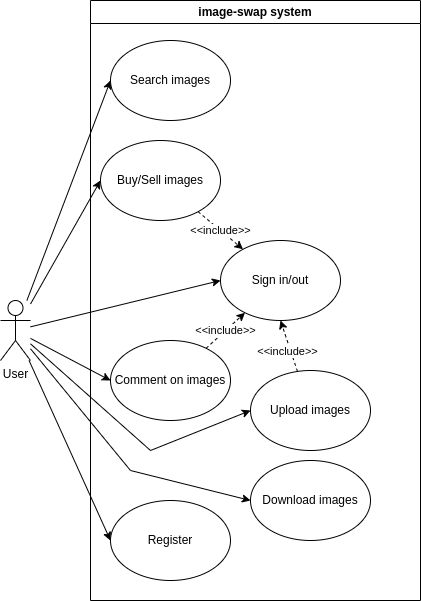 image-swap system
Search images
Buy/Sell images
<<include>>
Sign in/out
<<include>>
<<include>>
User
Comment on images
Upload images
Download images
Register